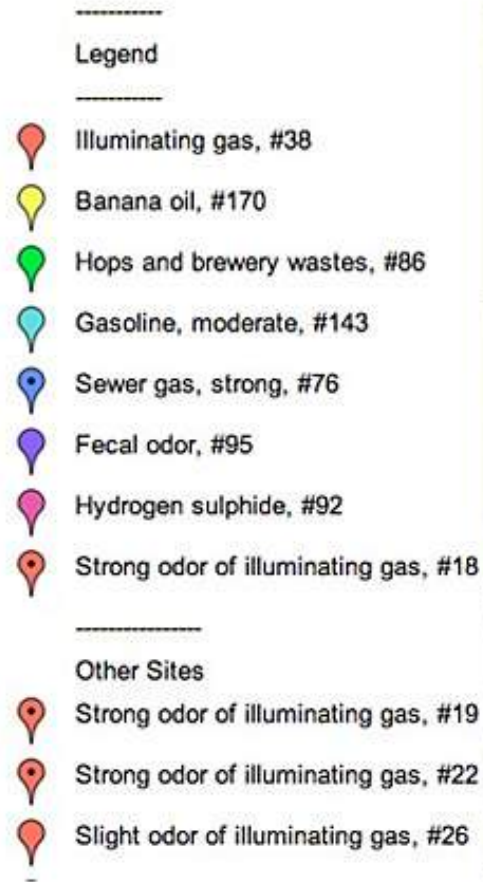 -----------
Legend
-----------
Illuminating gas, #38
Banana oil, #170
Hops and brewery wastes, #86
Gasoline, moderate, #143
Sewer gas, strong, #76
Fecal odor, #95
Hydrogen sulphide, #92
Strong odor of illuminating gas, #18
----------------
Other Sites
Strong odor of illuminating gas, #19
Strong odor of illuminating gas, #22
Slight odor of illuminating gas, #26